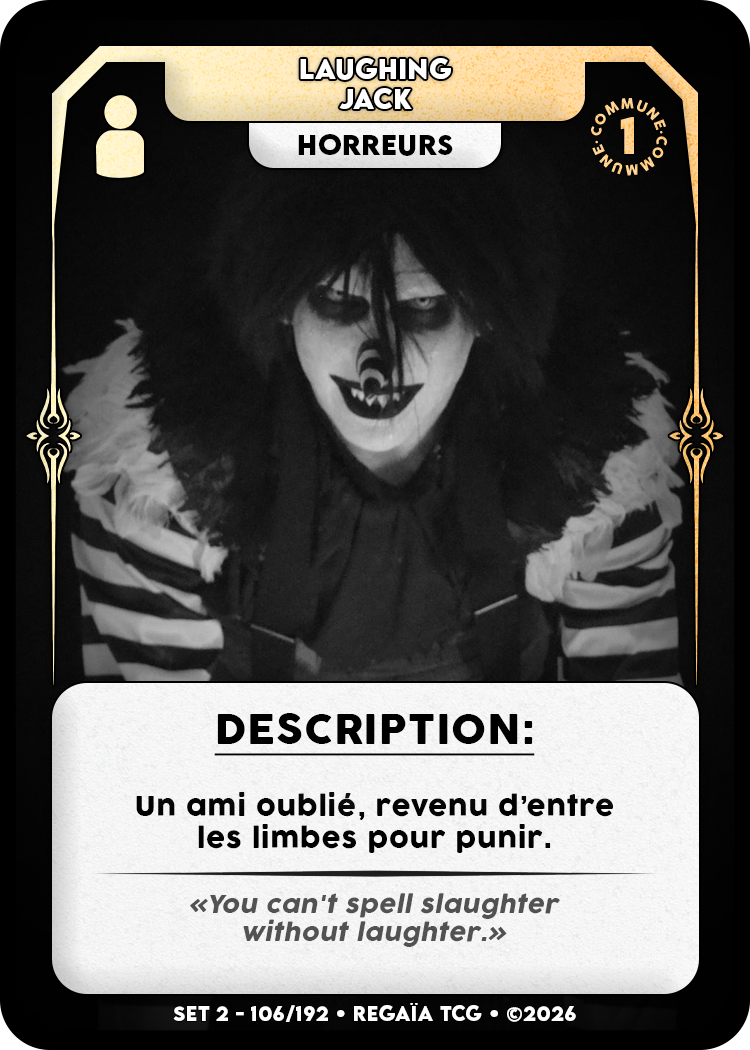 LAUGHING
JACK
HORREURS
COMMUNE·COMMUNE·
1
DESCRIPTION:
Un ami oublié, revenu d’entre
les limbes pour punir.
«You can't spell slaughter
without laughter.»
SET 2 - 106/192 • REGAÏA TCG • ©2026